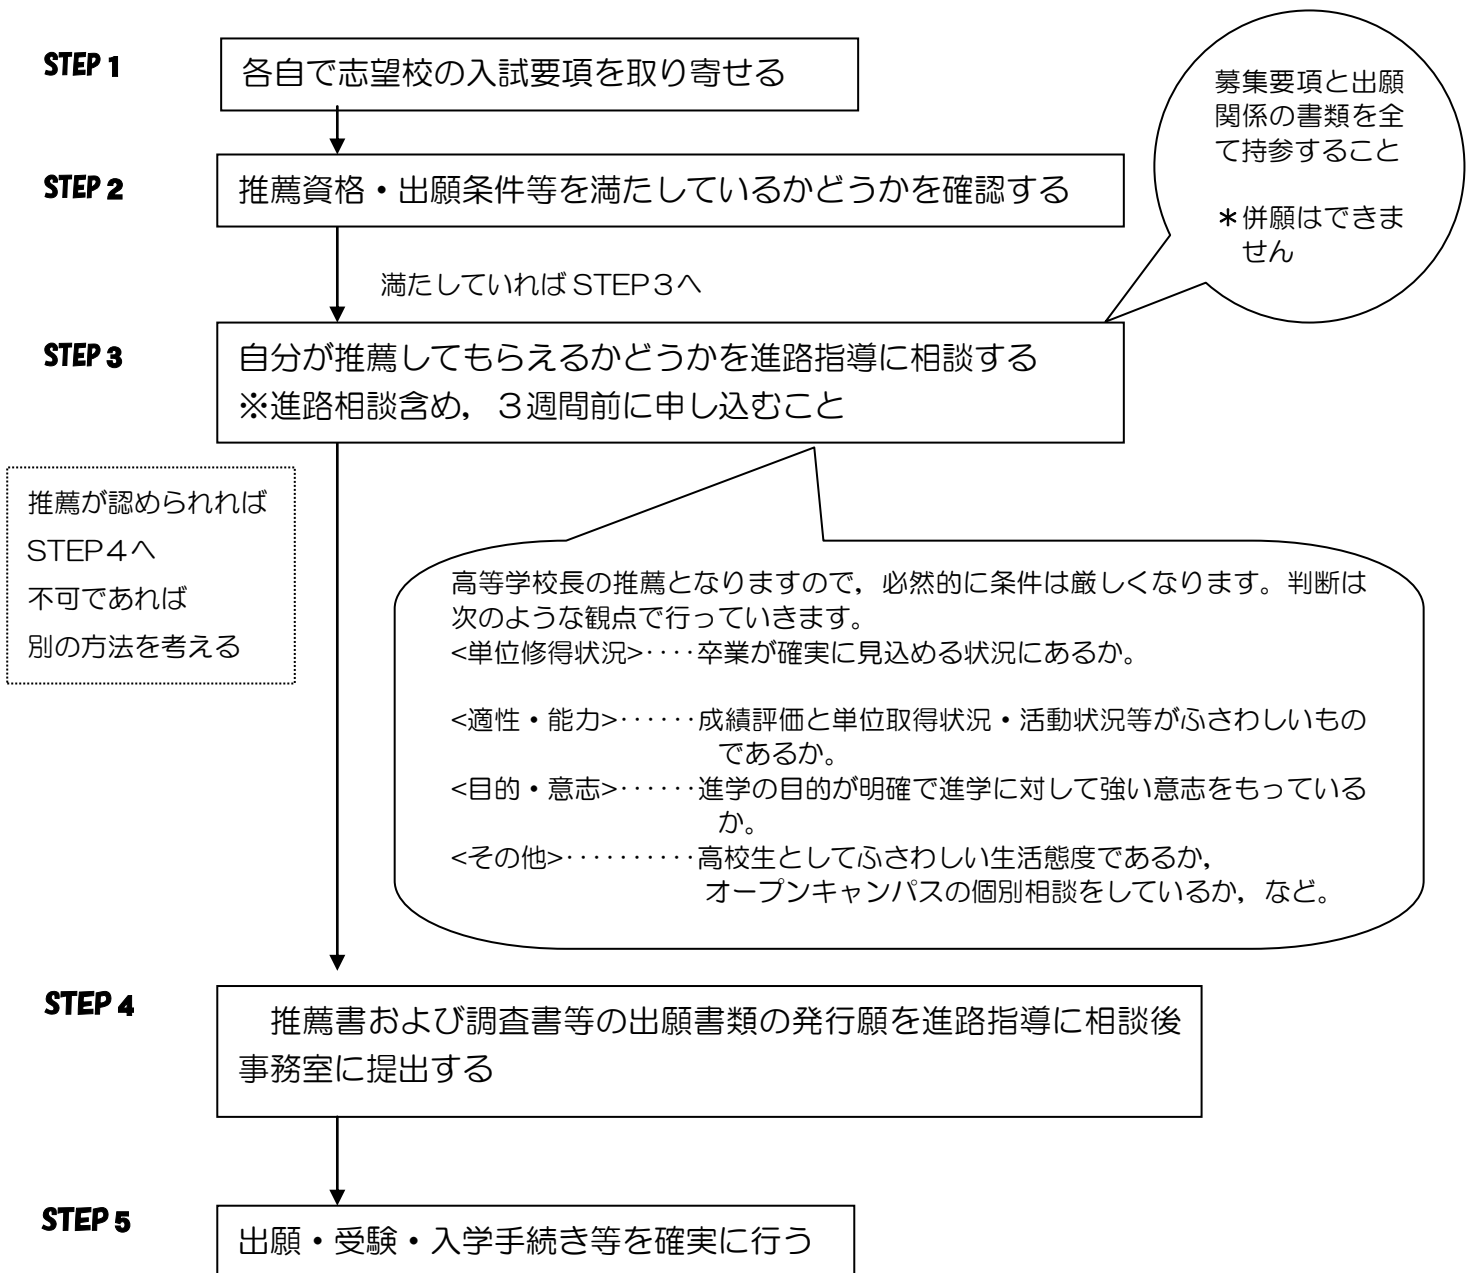 STEP 1
各自で志望校の入試要項を取り寄せる
募集要項と出願
関係の書類を全
て持参すること
＊併願はできま
せん
STEP 2
推薦資格・出願条件等を満たしているかどうかを確認する
満たしていれば STEP３へ
STEP 3
自分が推薦してもらえるかどうかを進路指導に相談する
※進路相談含め，３週間前に申し込むこと
推薦が認められれば
STEP４へ
不可であれば
別の方法を考える
高等学校長の推薦となりますので，必然的に条件は厳しくなります。判断は
次のような観点で行っていきます。
<単位修得状況>‥‥卒業が確実に見込める状況にあるか。
<適性・能力>‥‥‥成績評価と単位取得状況・活動状況等がふさわしいもの
であるか。
<目的・意志>‥‥‥進学の目的が明確で進学に対して強い意志をもっている
か。
<その他>‥‥‥‥‥高校生としてふさわしい生活態度であるか，
オープンキャンパスの個別相談をしているか，など。
STEP 4
推薦書および調査書等の出願書類の発行願を進路指導に相談後
事務室に提出する
STEP 5
出願・受験・入学手続き等を確実に行う